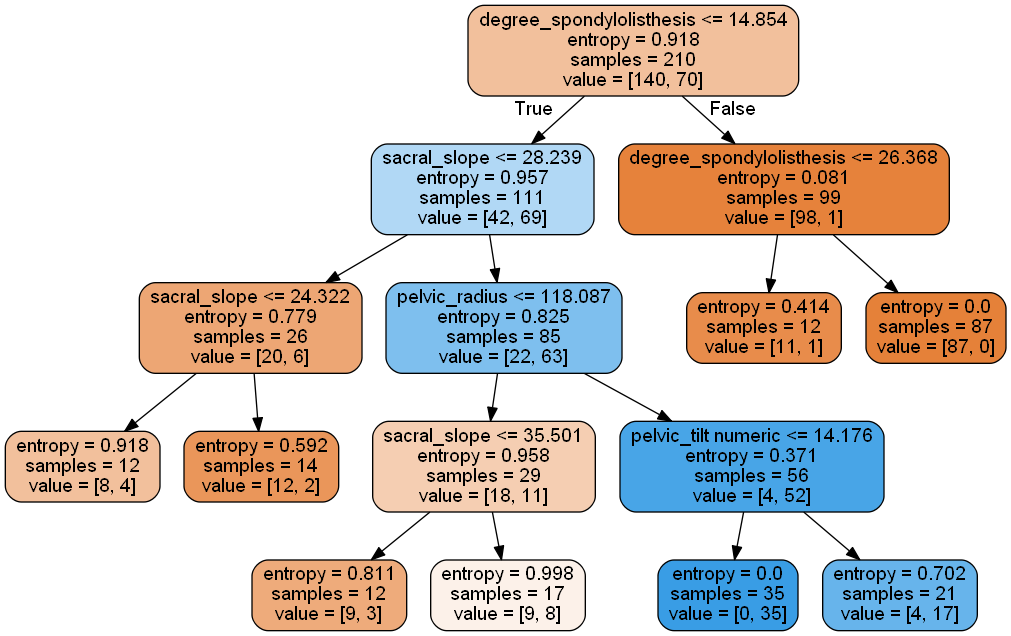 degree_spondylolisthesis <= 14.854
entropy = 0.918
samples = 210
value = [140, 70]
True
False
sacral_slope <= 28.239
entropy = 0.957
samples = 111
value = [42, 69]
degree_spondylolisthesis <= 26.368
entropy = 0.081
samples = 99
value = [98, 1]
sacral_slope <= 24.322
entropy = 0.779
samples = 26
value = [20, 6]
pelvic_radius <= 118.087
entropy = 0.825
samples = 85
value = [22, 63]
entropy = 0.414
samples = 12
value = [11, 1]
entropy = 0.0
samples = 87
value = [87, 0]
entropy = 0.918
samples = 12
value = [8, 4]
entropy = 0.592
samples = 14
value = [12, 2]
sacral_slope <= 35.501
entropy = 0.958
samples = 29
value = [18, 11]
pelvic_tilt numeric <= 14.176
entropy = 0.371
samples = 56
value = [4, 52]
entropy = 0.811
samples = 12
value = [9, 3]
entropy = 0.998
samples = 17
value = [9, 8]
entropy = 0.0
samples = 35
value = [0, 35]
entropy = 0.702
samples = 21
value = [4, 17]